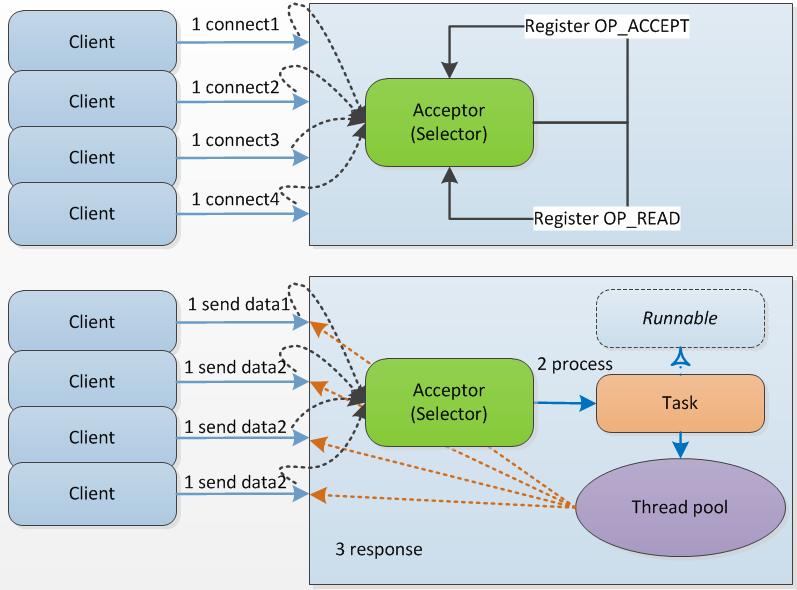 Client
1 connect1
Register OP_ACCEPT
Client
1 connect2
Acceptor
(Selector)
Client
1 connect3
Client
1 connect4
Register OP_READ
Client
1 send data1
Runnable
Client
1 send data2
2 process
Acceptor
(Selector)
Task
Client
1 send data2
Client
1 send data2
Thread pool
3 response